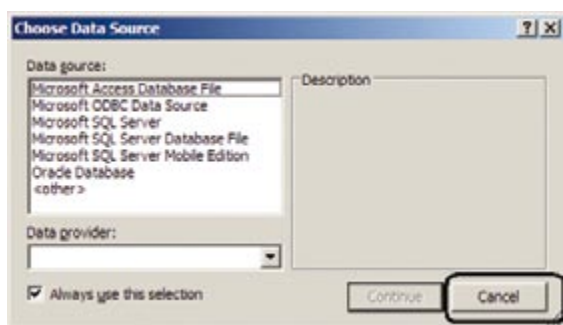 Choose Data Source
Data source:
Description
Microsoft Access Database File
Microsoft ODBC Data Source
Microsoft SQL Server
Microsoft SQL Server Database File
Microsoft SQL Server Mobile Edition
Oracle Database
<other>
Data provider:
Always use this selection
Continue
Cancel